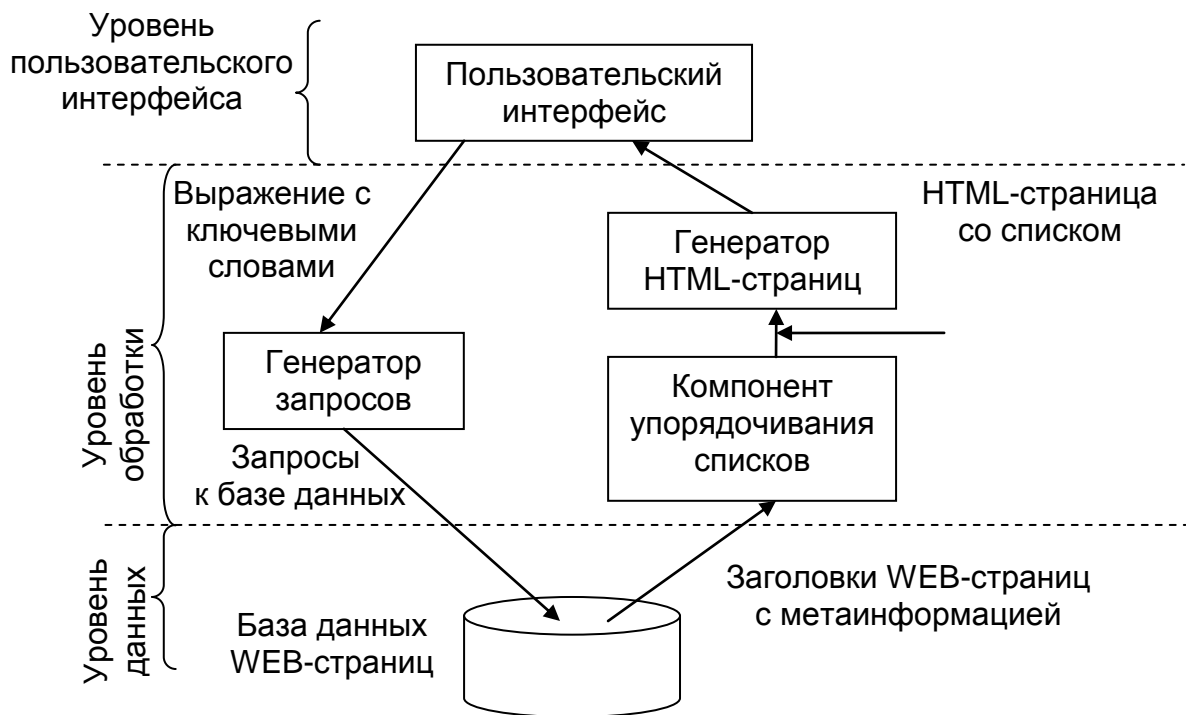 Уровень
пользовательского
интерфейса
Пользовательский
интерфейс
Выражение с
ключевыми
словами
HTML-страница
со списком
Генератор
HTML-страниц
Уровень
обработки
Генератор
запросов
Компонент
упорядочивания
списков
Запросы
к базе данных
Уровень
данных
База данных
WEB-страниц
Заголовки WEB-страниц
с метаинформацией